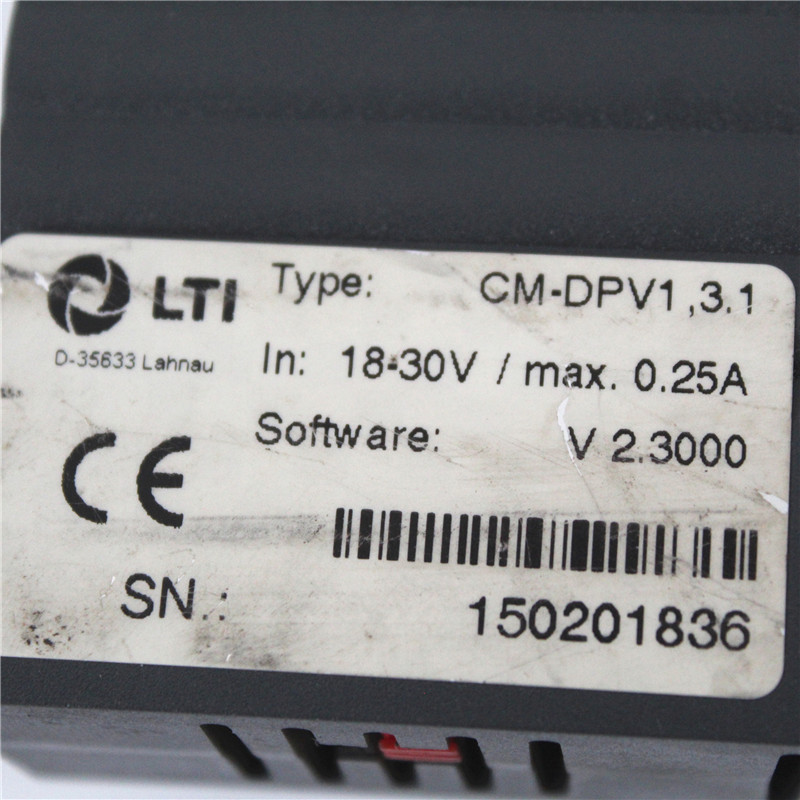 LTI
D-35633 Lahnau
Type: CM-DPV1,3.1
In: 18-30V / max. 0.25A
Software: V 2.3000
CE
SN.: 150201836